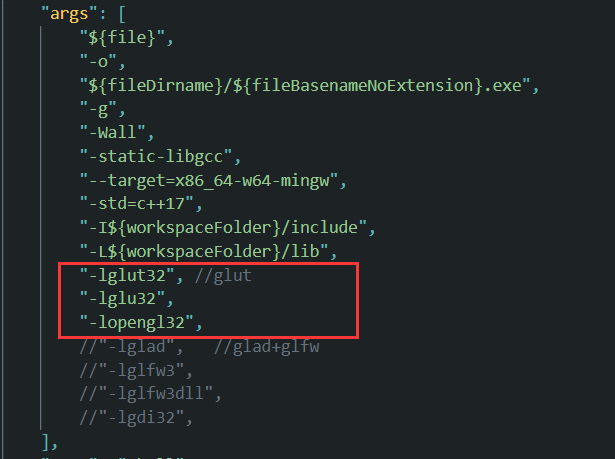 "args": [
"${file}",
"-o",
"${fileDirname}/${fileBasenameNoExtension}.exe",
"-g",
"-Wall",
"-static-libgcc",
"--target=x86_64-w64-mingw",
"-std=c++17",
"-I${workspaceFolder}/include",
"-L${workspaceFolder}/lib",
"-lglut32", //glut
"-lglu32",
"-lopengl32",
//"-lglad",   //glad+glfw
//"-lglfw3",
//"-lglfw3dll",
//"-lgdi32",
],